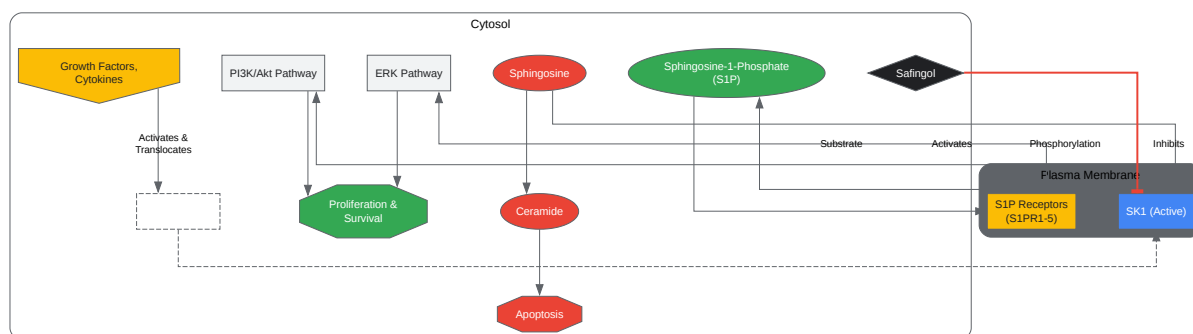 Cytosol
Growth Factors,
Cytokines
PI3K/Akt Pathway
ERK Pathway
Sphingosine
Sphingosine-1-Phosphate
(S1P)
Safingol
Activates &
Translocates
Substrate
Activates
Phosphorylation
Inhibits
Plasma Membrane
Proliferation &
Survival
Ceramide
S1P Receptors
(S1PR1-5)
SK1 (Active)
Apoptosis